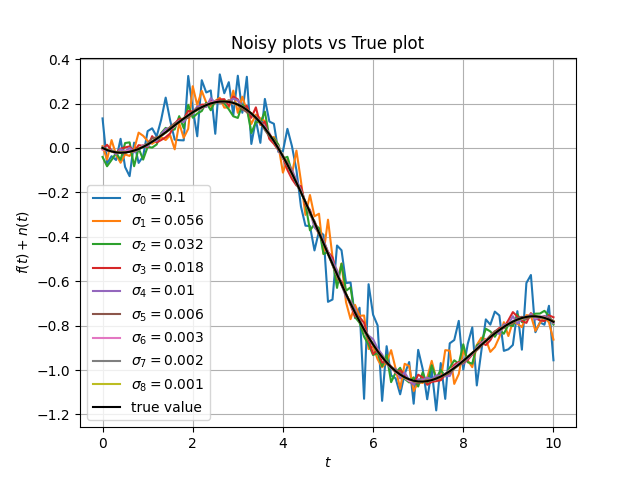 Noisy plots vs True plot
f(t) + n(t)
0.4
0.2
0.0
−0.2
−0.4
−0.6
−0.8
−1.0
−1.2
σ₀ = 0.1
σ₁ = 0.056
σ₂ = 0.032
σ₃ = 0.018
σ₄ = 0.01
σ₅ = 0.006
σ₆ = 0.003
σ₇ = 0.002
σ₈ = 0.001
true value
0 2 4 6 8 10
t